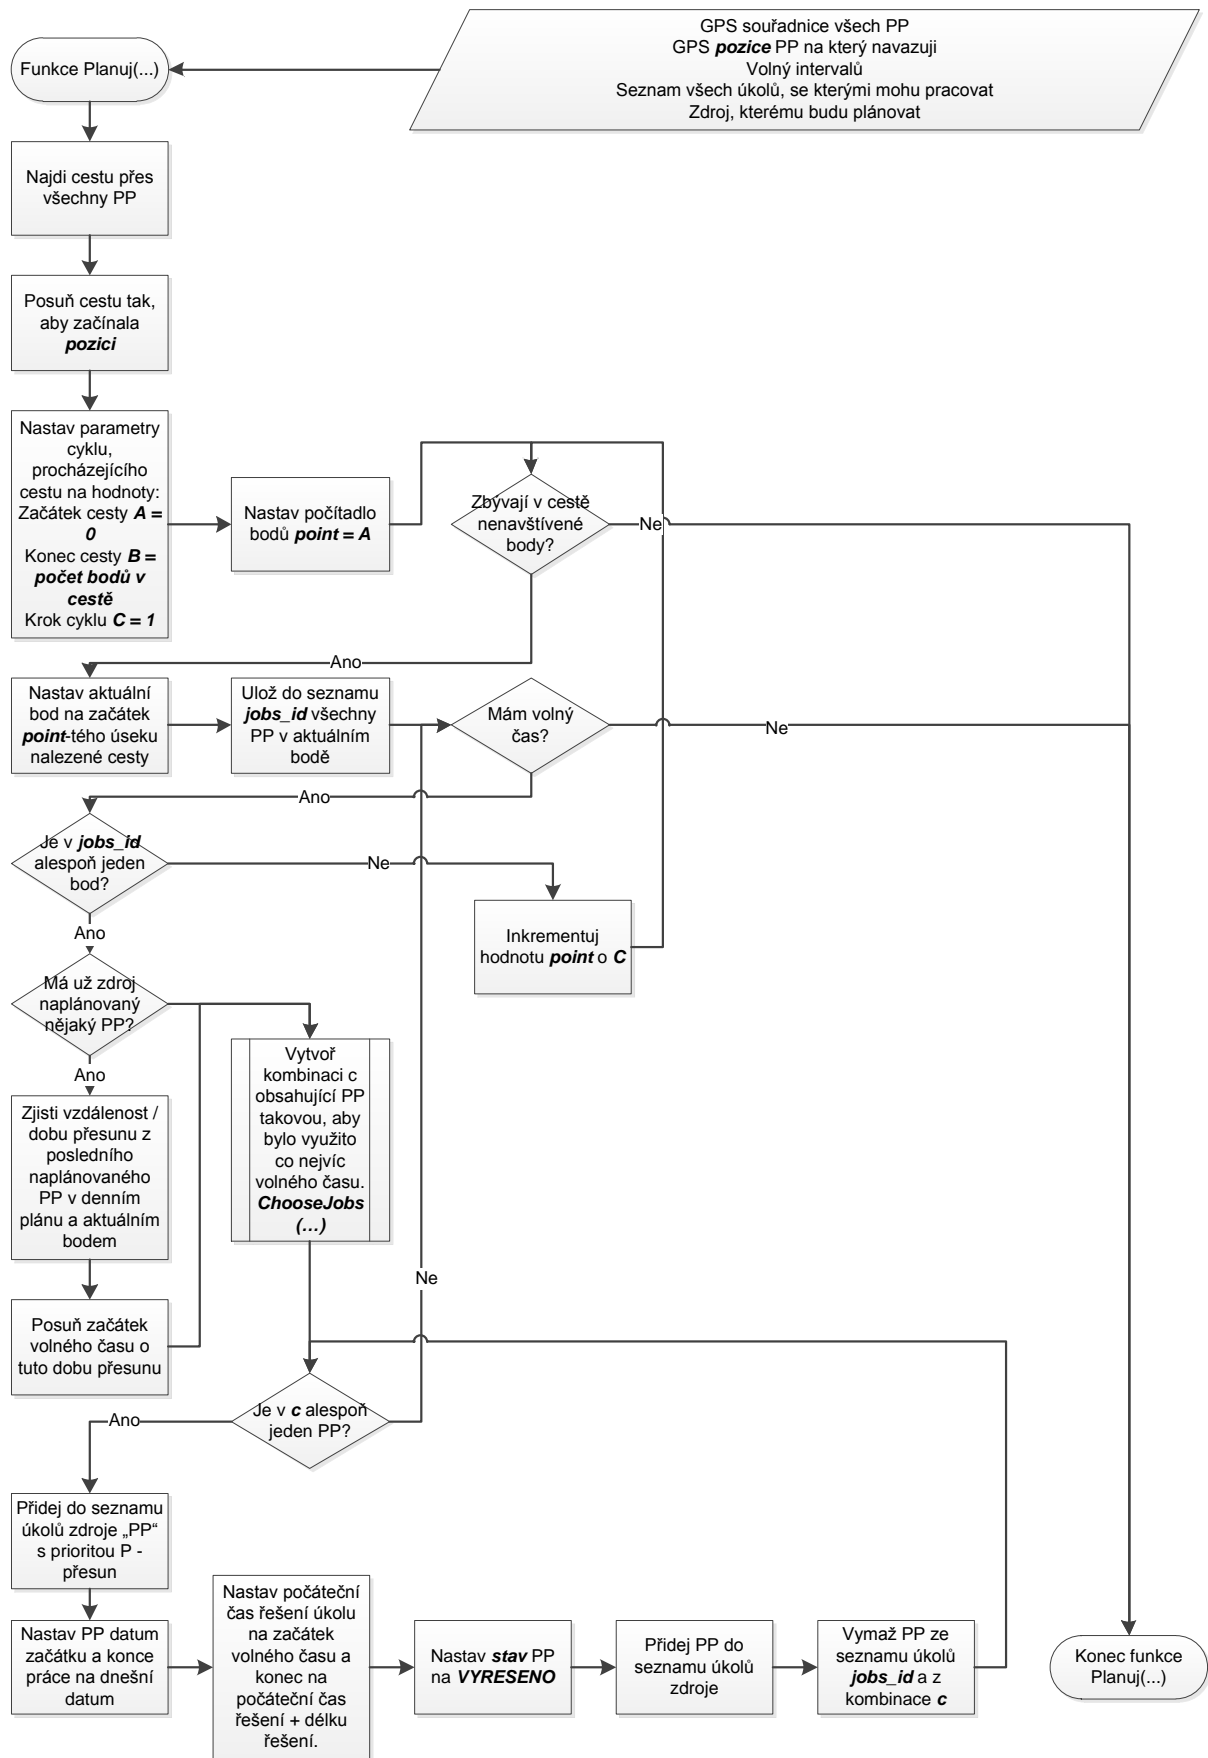 GPS souřadnice všech PP
GPS pozice PP na který navazuji
Volný intervalů
Seznam všech úkolů, se kterými mohu pracovat
Zdroj, kterému budu plánovat
Funkce Planuj(...)
Najdi cestu přes
všechny PP
Posuň cestu tak,
aby začínala
pozici
Nastav parametry
cyklu,
procházejícího
cestu na hodnoty:
Začátek cesty A =
0
Konec cesty B =
počet bodů v
cestě
Krok cyklu C = 1
Nastav počítadlo
bodů point = A
Zbývají v cestě
nenavštívené
body?
Ne
Ano
Nastav aktuální
bod na začátek
point-tého úseku
nalezené cesty
Ulož do seznamu
jobs_id všechny
PP v aktuálním
bodě
Mám volný
čas?
Ne
Ano
Je v jobs_id
alespoň jeden
bod?
Ne
Ano
Inkrementuj
hodnotu point o C
Má už zdroj
naplánovaný
nějaký PP?
Ano
Zjisti vzdálenost /
dobu přesunu z
posledního
naplánovaného
PP v denním
plánu a aktuálním
bodem
Vytvoř
kombinaci c
obsahující PP
takovou, aby
bylo využito
co nejvíc
volného času.
ChooseJobs
(...)
Ne
Posuň začátek
volného času o
tuto dobu přesunu
Je v c alespoň
jeden PP?
Ano
Přidej do seznamu
úkolů zdroje „PP“
s prioritou P -
přesun
Nastav PP datum
začátku a konce
práce na dnešní
datum
Nastav počáteční
čas řešení úkolu
na začátek
volného času a
konec na
počáteční čas
řešení + délku
řešení.
Nastav stav PP
na VYRESENO
Přidej PP do
seznamu úkolů
zdroje
Vymaž PP ze
seznamu úkolů
jobs_id a z
kombinace c
Konec funkce
Planuj(...)